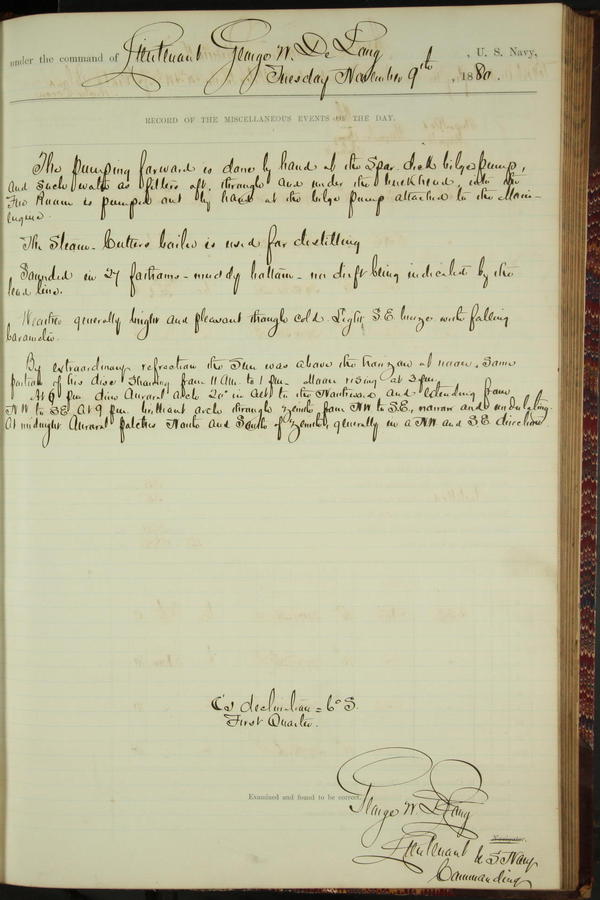 under the command of Lieutenant George W. De Long, U. S. Navy,
Tuesday November 9th, 1880.
RECORD OF THE MISCELLANEOUS EVENTS OF THE DAY.
The pumping forward is done by hand at the spar deck bilge pump,
and such water as filters aft, through and under the bulkhead, into the
Fire Room is pumped out by hand at the bilge pump attached to the Main-
engine.
The Steam-Cutters boiler is used for distilling
Sounded in 27 fathoms - muddy bottom - no drift being indicated by the
lead line.
Weather generally bright and pleasant though cold. Light S.E. breeze with falling
barometer.
By extraordinary refraction the Sun was above the horizon at noon, some
portion of his disc showing from 11 A.M. to 1 p.m. Moon rising at 3 p.m.
At 6 p.m. dim Auroral arch 20° in Alt to the Northward and extending from
N.W. to S.E. At 9 p.m. brilliant arch through zenith from NW to S.E., narrow and undulating.
At midnight Auroral patches North and South of zenith, generally in a NW and S.E direction.
☾'s declination = 6° S.
First Quarter.
Examined and found to be correct.
George W. De Long
Navigator.
Lieutenant U.S. Navy
Commanding